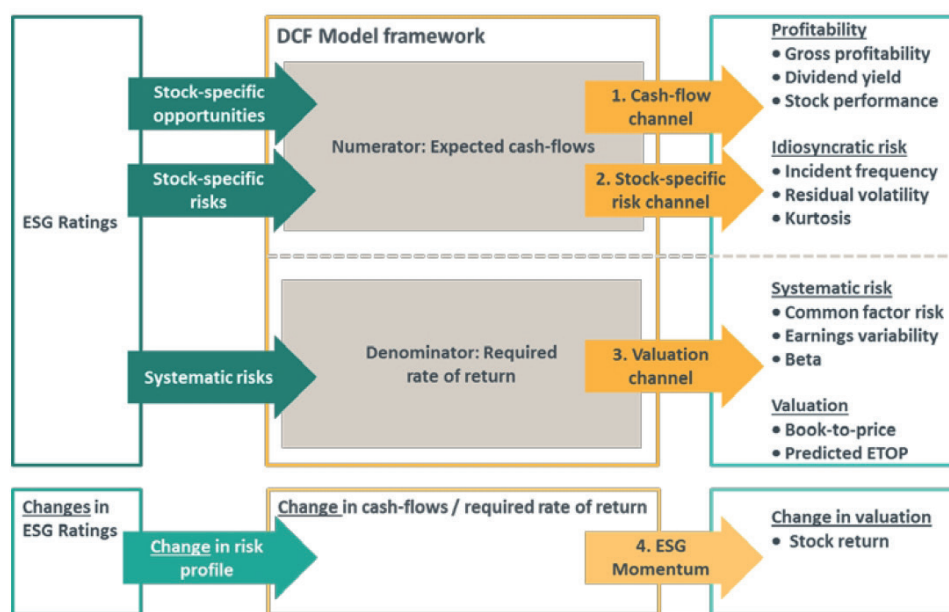 ESG Ratings
Stock-specific
opportunities
Stock-specific
risks
Systematic risks
DCF Model framework
Numerator: Expected cash-flows
Denominator: Required
rate of return
1. Cash-flow
channel
2. Stock-specific
risk channel
3. Valuation
channel
Profitability
• Gross profitability
• Dividend yield
• Stock performance
Idiosyncratic risk
• Incident frequency
• Residual volatility
• Kurtosis
Systematic risk
• Common factor risk
• Earnings variability
• Beta
Valuation
• Book-to-price
• Predicted ETOP
Changes in
ESG Ratings
Change in risk
profile
Change in cash-flows / required rate of return
4. ESG
Momentum
Change in valuation
• Stock return